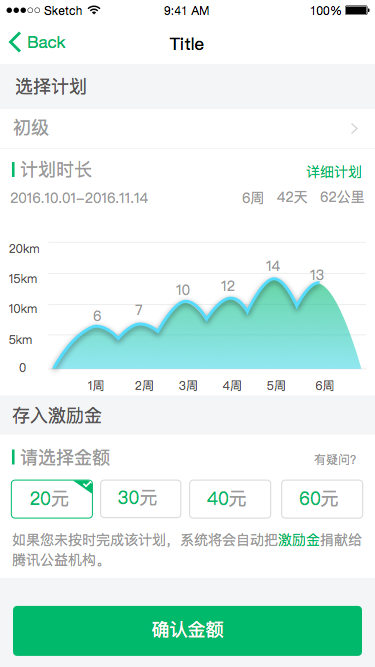 Sketch 9:41 AM 100%
Back Title
选择计划
初级
计划时长 详细计划
2016.10.01-2016.11.14 6周 42天 62公里
20km
15km
10km
5km
0
6 7 10 12 14 13
1周 2周 3周 4周 5周 6周
存入激励金
请选择金额 有疑问?
20元 30元 40元 60元
如果您未按时完成该计划，系统将会自动把激励金捐献给
腾讯公益机构。
确认金额